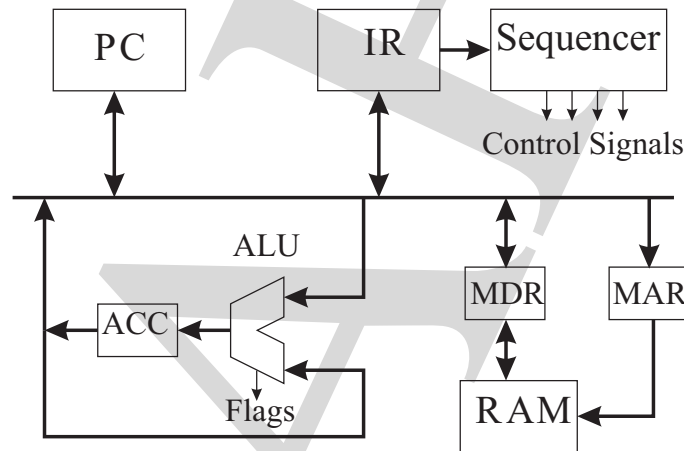 PC
IR
Sequencer
Control Signals
ALU
ACC
MDR
MAR
Flags
RAM